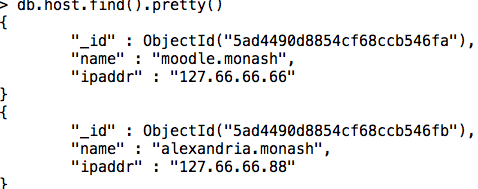 > db.host.find().pretty()
{
        "_id" : ObjectId("5ad4490d8854cf68ccb546fa"),
        "name" : "moodle.monash",
        "ipaddr" : "127.66.66.66"
}
{
        "_id" : ObjectId("5ad4490d8854cf68ccb546fb"),
        "name" : "alexandria.monash",
        "ipaddr" : "127.66.66.88"
}